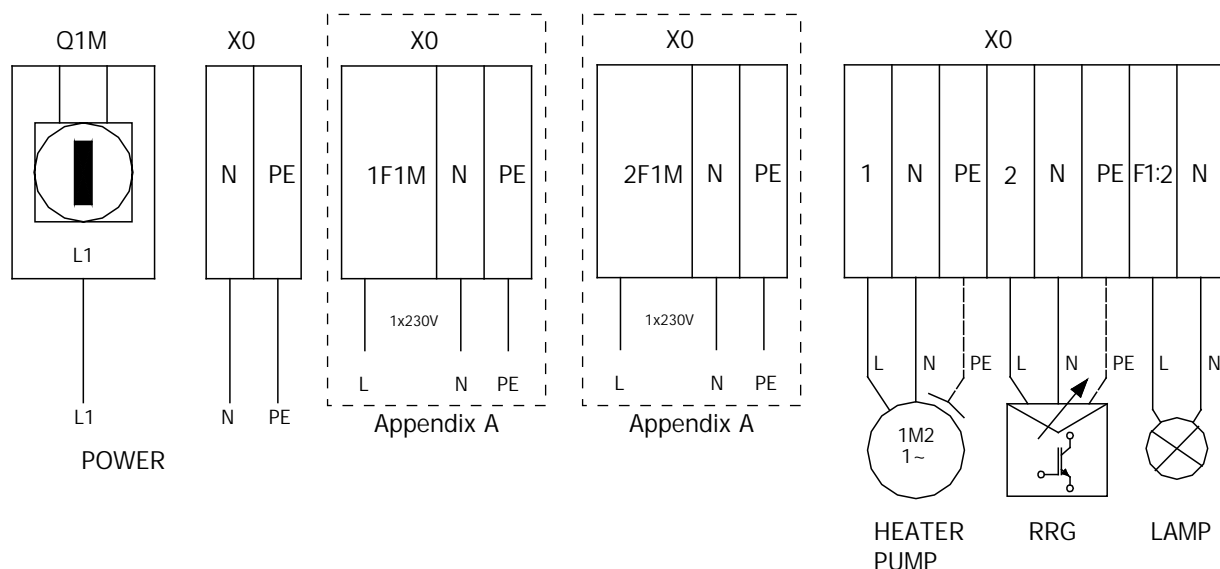 Q1M X0 X0 X0 X0
N PE 1F1M N PE 2F1M N PE 1 N PE 2 N PE F1:2 N
L1
1x230V 1x230V
L N PE L N PE L N PE L N PE L N
L1 N PE
Appendix A Appendix A
1M2
1~
POWER
HEATER
PUMP
RRG
LAMP